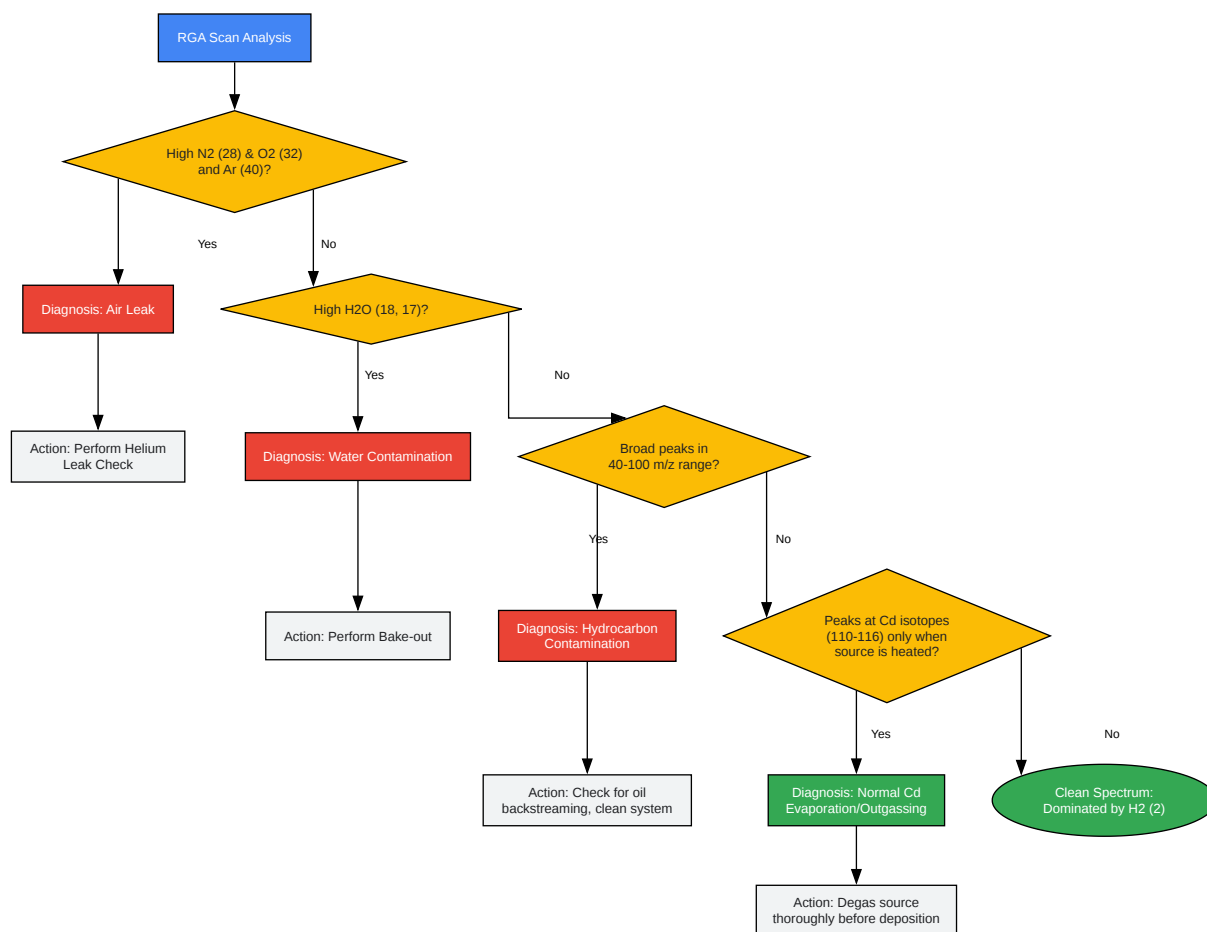 RGA Scan Analysis
High N2 (28) & O2 (32)
and Ar (40)?
Yes
No
Diagnosis: Air Leak
High H2O (18, 17)?
Yes
No
Action: Perform Helium
Leak Check
Diagnosis: Water Contamination
Broad peaks in
40-100 m/z range?
Yes
No
Action: Perform Bake-out
Diagnosis: Hydrocarbon
Contamination
Peaks at Cd isotopes
(110-116) only when
source is heated?
Yes
No
Action: Check for oil
backstreaming, clean system
Diagnosis: Normal Cd
Evaporation/Outgassing
Clean Spectrum:
Dominated by H2 (2)
Action: Degas source
thoroughly before deposition